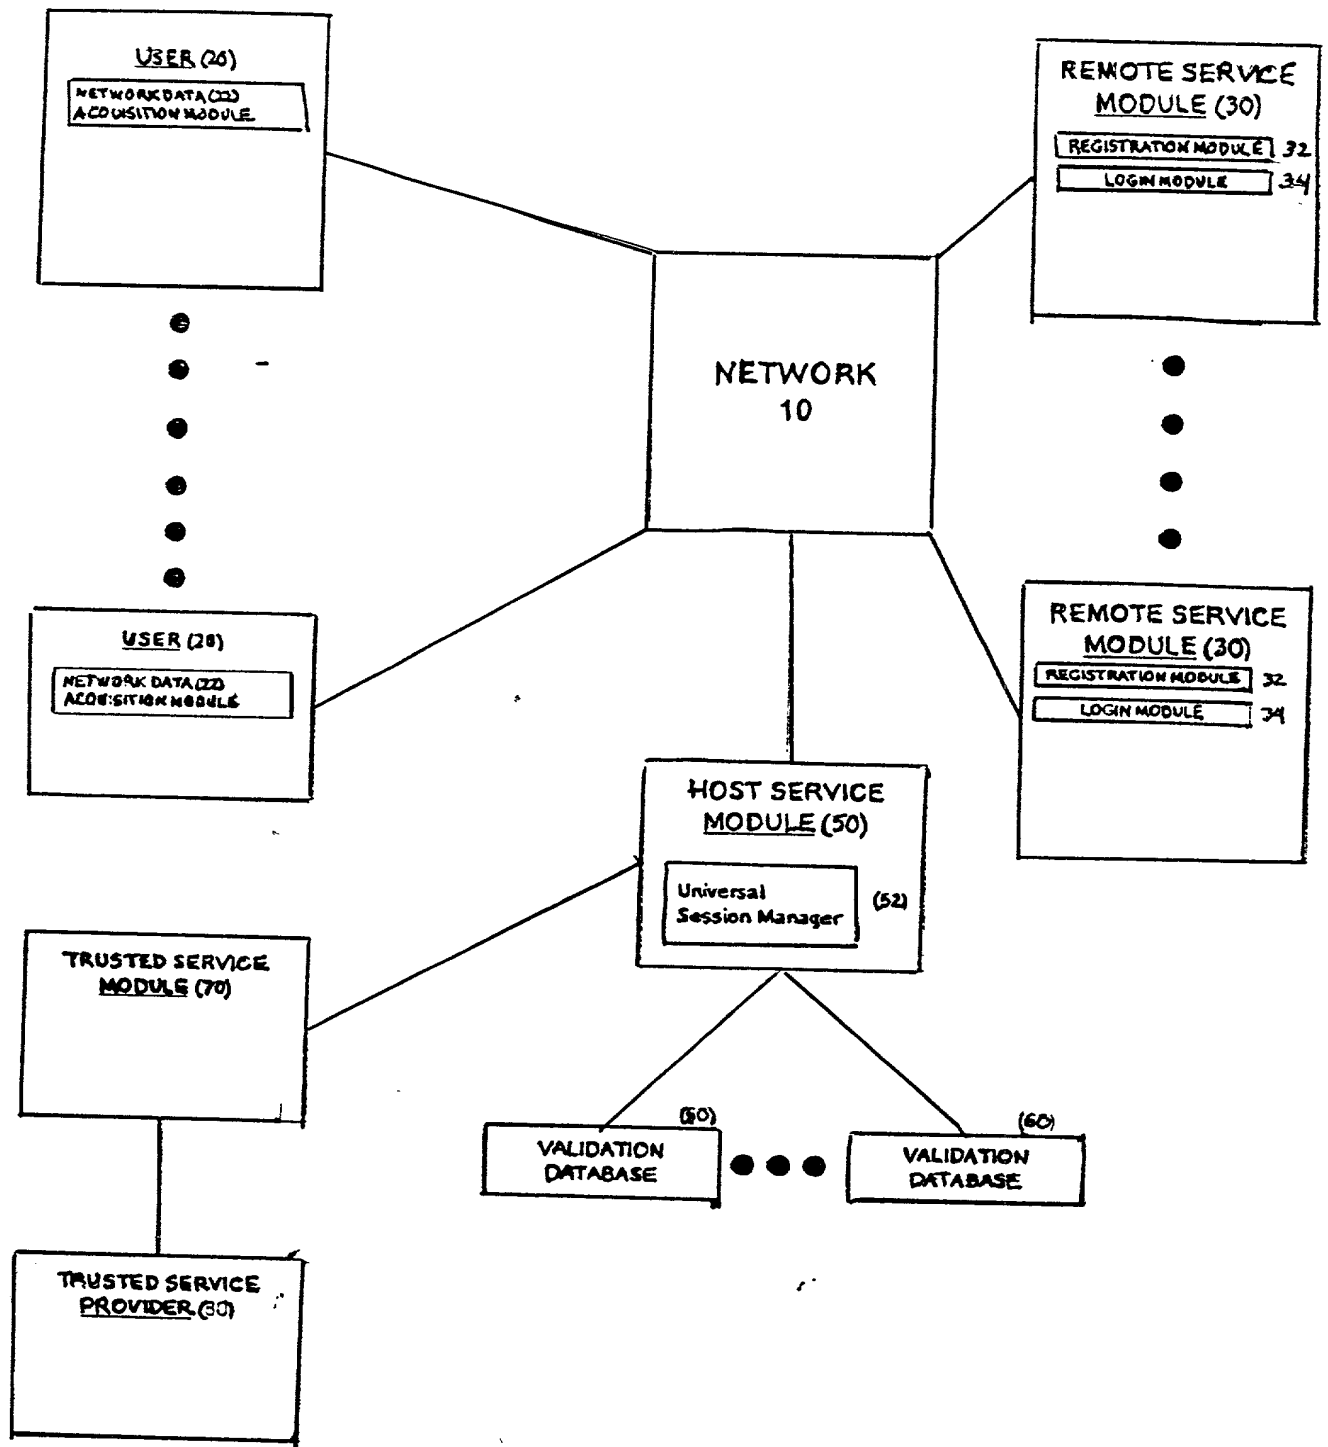 USER (20)
NETWORK DATA (22)
ACQUISITION MODULE
REMOTE SERVICE
MODULE (30)
REGISTRATION MODULE 32
LOGIN MODULE 34
NETWORK
10
USER (20)
NETWORK DATA (22)
ACQUISITION MODULE
REMOTE SERVICE
MODULE (30)
REGISTRATION MODULE 32
LOGIN MODULE 34
HOST SERVICE
MODULE (50)
Universal
Session Manager
(52)
TRUSTED SERVICE
MODULE (70)
(60)
VALIDATION
DATABASE
(60)
VALIDATION
DATABASE
TRUSTED SERVICE
PROVIDER